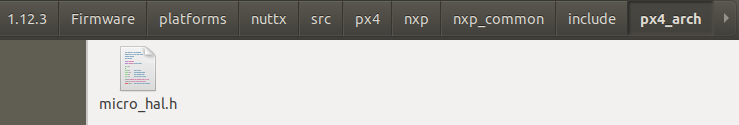 1.12.3 Firmware platforms nuttx src px4 nxp nxp_common include px4_arch
micro_hal.h